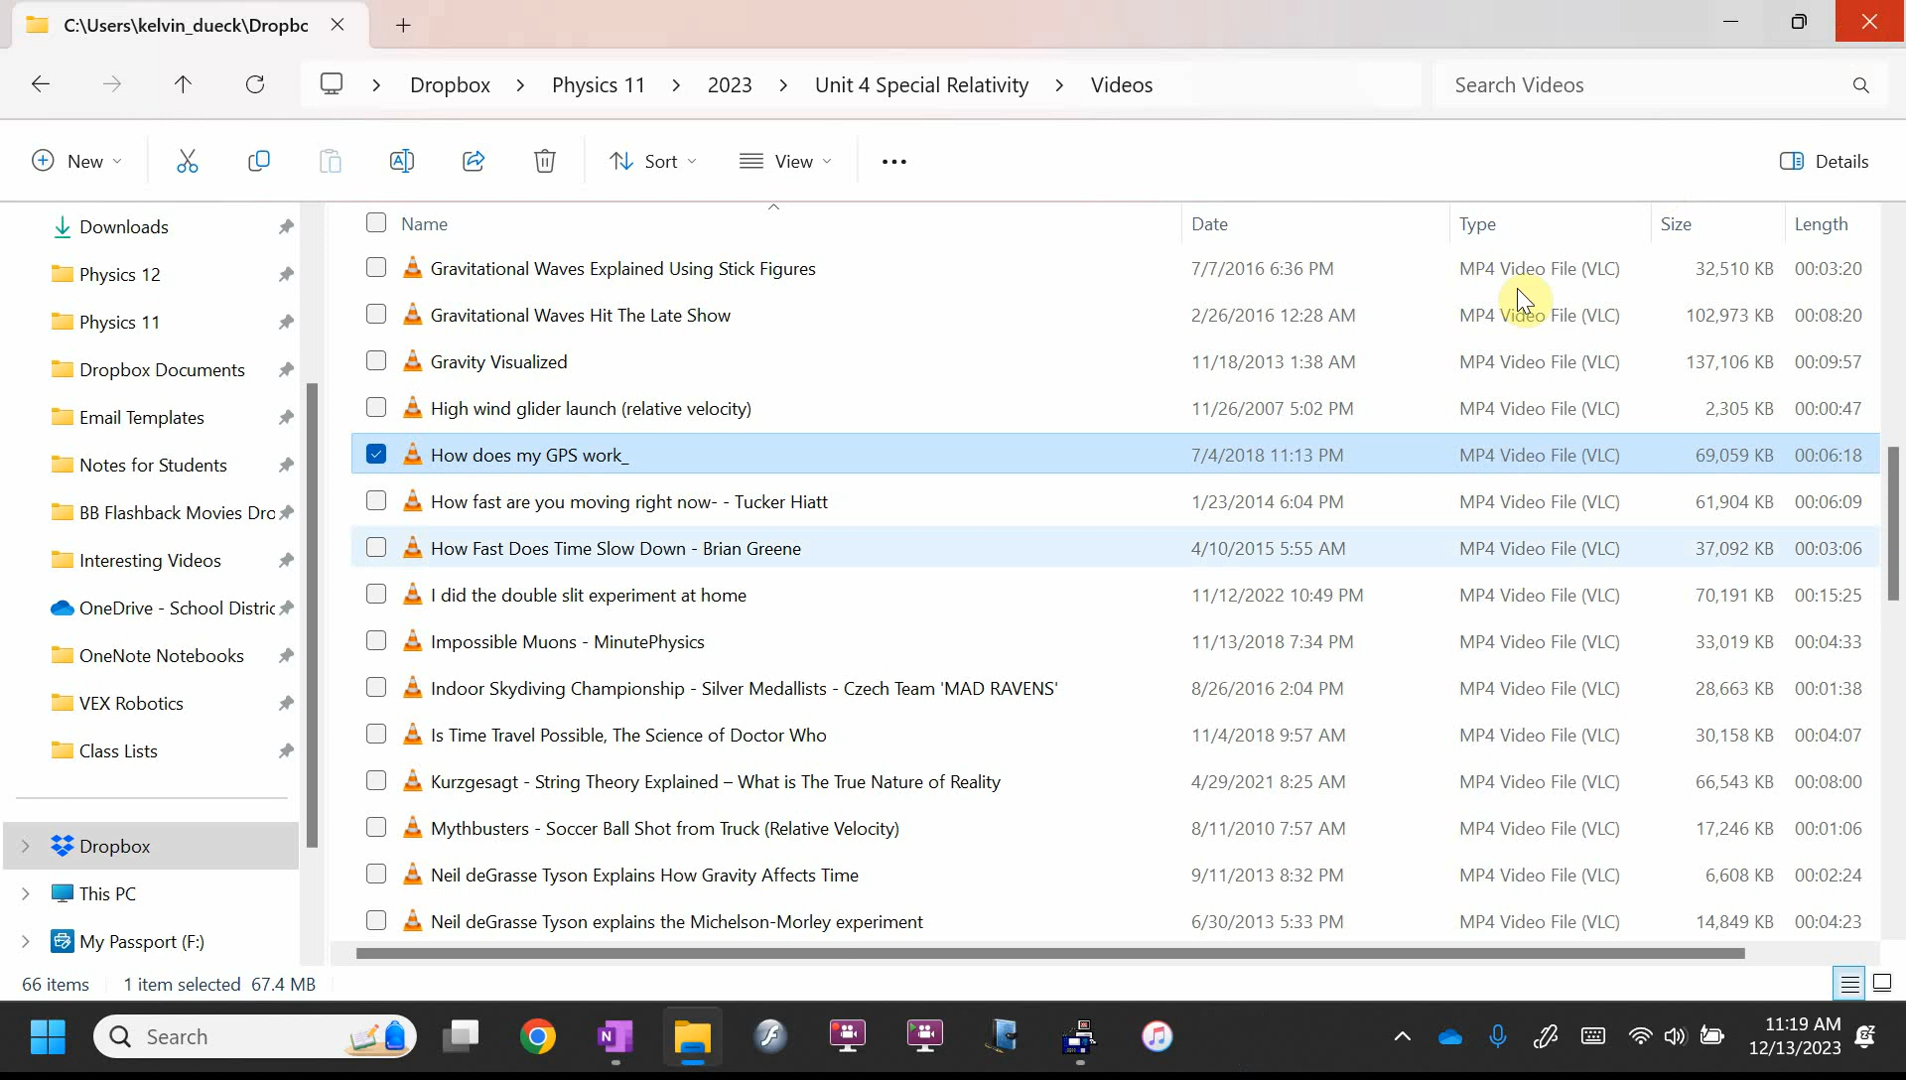 C:\Users\kelvin_dueck\Dropbc
Dropbox > Physics 11 > 2023 > Unit 4 Special Relativity > Videos
Search Videos
New
Sort
View
Details
Downloads
Physics 12
Physics 11
Dropbox Documents
Email Templates
Notes for Students
BB Flashback Movies Dro
Interesting Videos
OneDrive - School Distric
OneNote Notebooks
VEX Robotics
Class Lists
Dropbox
This PC
My Passport (F:)
Name Date Type Size Length
Gravitational Waves Explained Using Stick Figures 7/7/2016 6:36 PM MP4 Video File (VLC) 32,510 KB 00:03:20
Gravitational Waves Hit The Late Show 2/26/2016 12:28 AM MP4 Video File (VLC) 102,973 KB 00:08:20
Gravity Visualized 11/18/2013 1:38 AM MP4 Video File (VLC) 137,106 KB 00:09:57
High wind glider launch (relative velocity) 11/26/2007 5:02 PM MP4 Video File (VLC) 2,305 KB 00:00:47
How does my GPS work_ 7/4/2018 11:13 PM MP4 Video File (VLC) 69,059 KB 00:06:18
How fast are you moving right now- - Tucker Hiatt 1/23/2014 6:04 PM MP4 Video File (VLC) 61,904 KB 00:06:09
How Fast Does Time Slow Down - Brian Greene 4/10/2015 5:55 AM MP4 Video File (VLC) 37,092 KB 00:03:06
I did the double slit experiment at home 11/12/2022 10:49 PM MP4 Video File (VLC) 70,191 KB 00:15:25
Impossible Muons - MinutePhysics 11/13/2018 7:34 PM MP4 Video File (VLC) 33,019 KB 00:04:33
Indoor Skydiving Championship - Silver Medallists - Czech Team 'MAD RAVENS' 8/26/2016 2:04 PM MP4 Video File (VLC) 28,663 KB 00:01:38
Is Time Travel Possible, The Science of Doctor Who 11/4/2018 9:57 AM MP4 Video File (VLC) 30,158 KB 00:04:07
Kurzgesagt - String Theory Explained – What is The True Nature of Reality 4/29/2021 8:25 AM MP4 Video File (VLC) 66,543 KB 00:08:00
Mythbusters - Soccer Ball Shot from Truck (Relative Velocity) 8/11/2010 7:57 AM MP4 Video File (VLC) 17,246 KB 00:01:06
Neil deGrasse Tyson Explains How Gravity Affects Time 9/11/2013 8:32 PM MP4 Video File (VLC) 6,608 KB 00:02:24
Neil deGrasse Tyson explains the Michelson-Morley experiment 6/30/2013 5:33 PM MP4 Video File (VLC) 14,849 KB 00:04:23
66 items 1 item selected 67.4 MB
Search
11:19 AM
12/13/2023